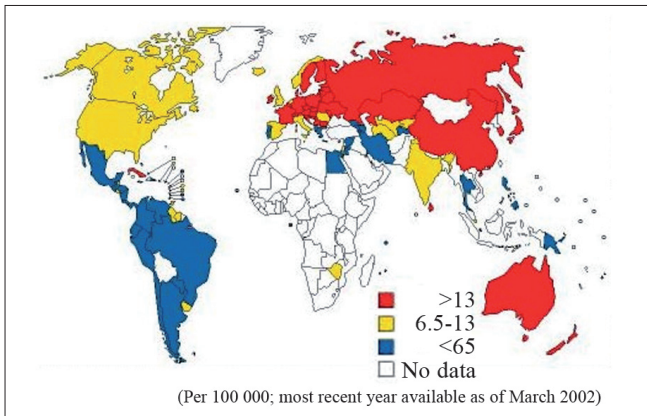 >13
6.5-13
<65
No data
(Per 100 000; most recent year available as of March 2002)